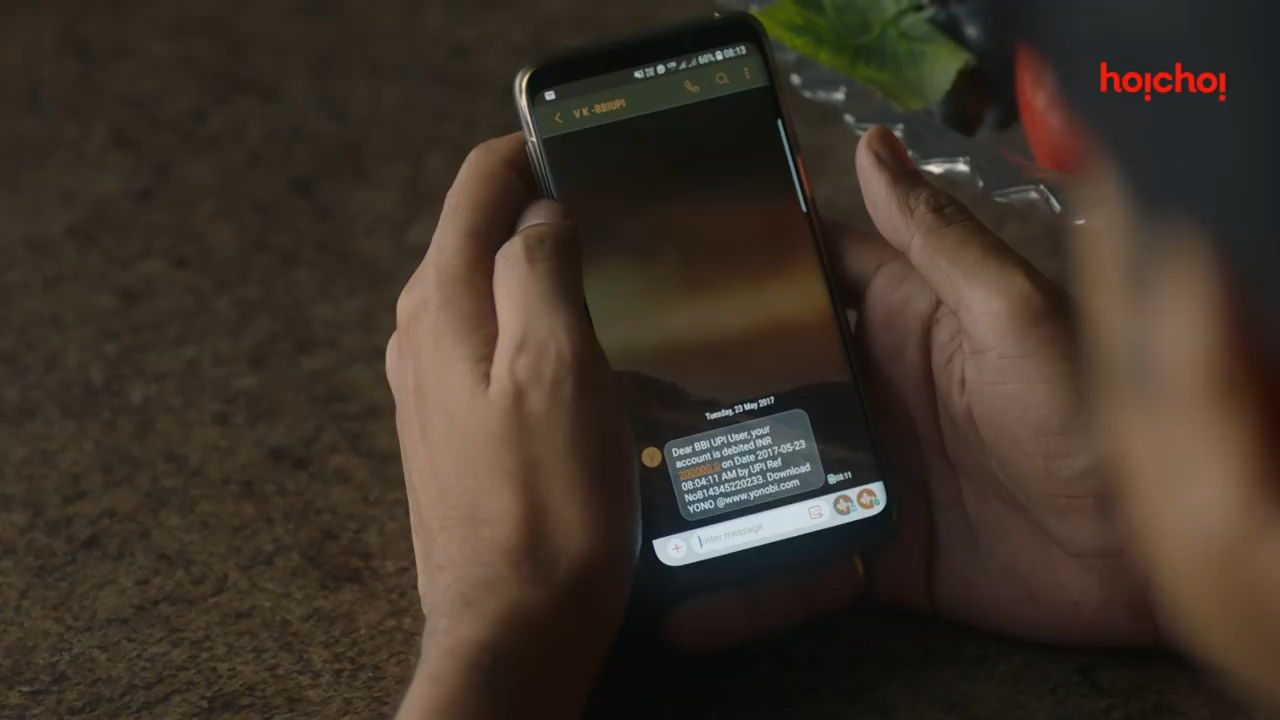 hoichoi
60% 08:13
VK-BBIUPI
Tuesday, 23 May 2017
Dear BBI UPI User, your
account is debited INR
200000.0 on Date 2017-05-23
08:04:11 AM by UPI Ref
No814345220233. Download
YONO @www.yonobi.com
08:11
Enter message